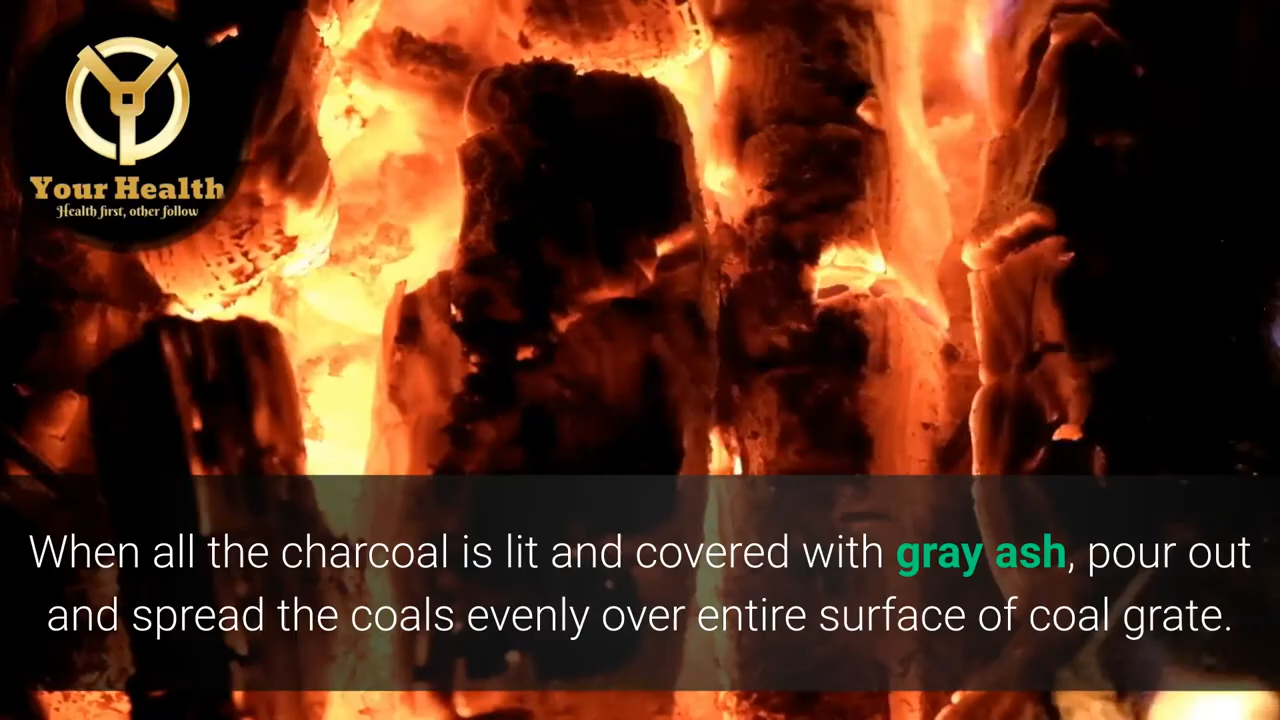 Your Health
Health first, other follow
When all the charcoal is lit and covered with gray ash, pour out
and spread the coals evenly over entire surface of coal grate.